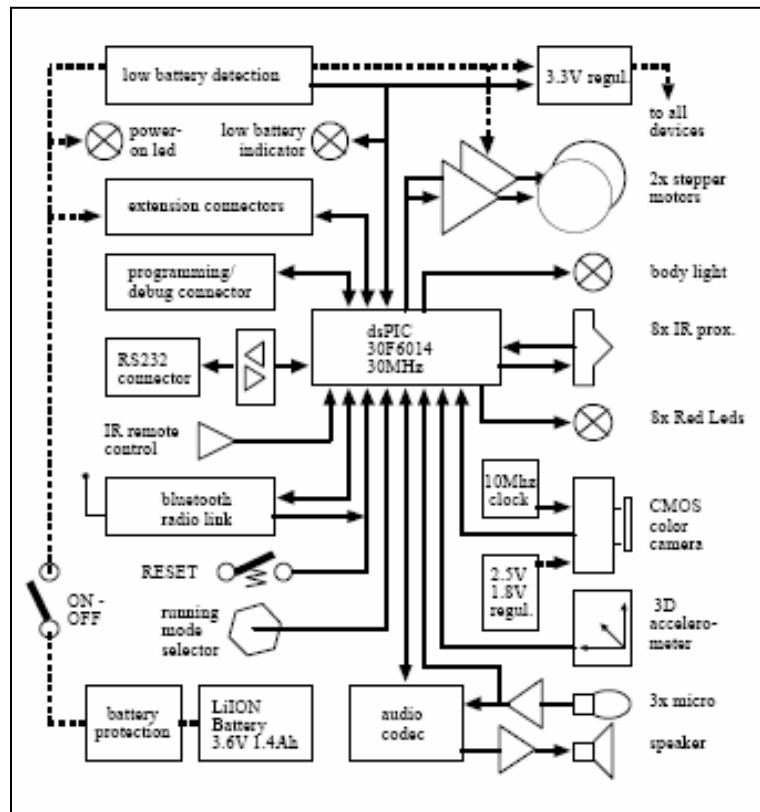 low battery detection
3.3V regul.
to all
devices
power-
on led
low battery
indicator
2x stepper
motors
extension connectors
programming/
debug connector
body light
dsPIC
30F6014
30MHz
8x IR prox.
RS232
connector
8x Red Leds
IR remote
control
10Mhz
clock
CMOS
color
camera
bluetooth
radio link
RESET
2.5V
1.8V
regul.
ON -
OFF
running
mode
selector
3D
accelero-
meter
battery
protection
LiION
Battery
3.6V 1.4Ah
audio
codec
3x micro
speaker